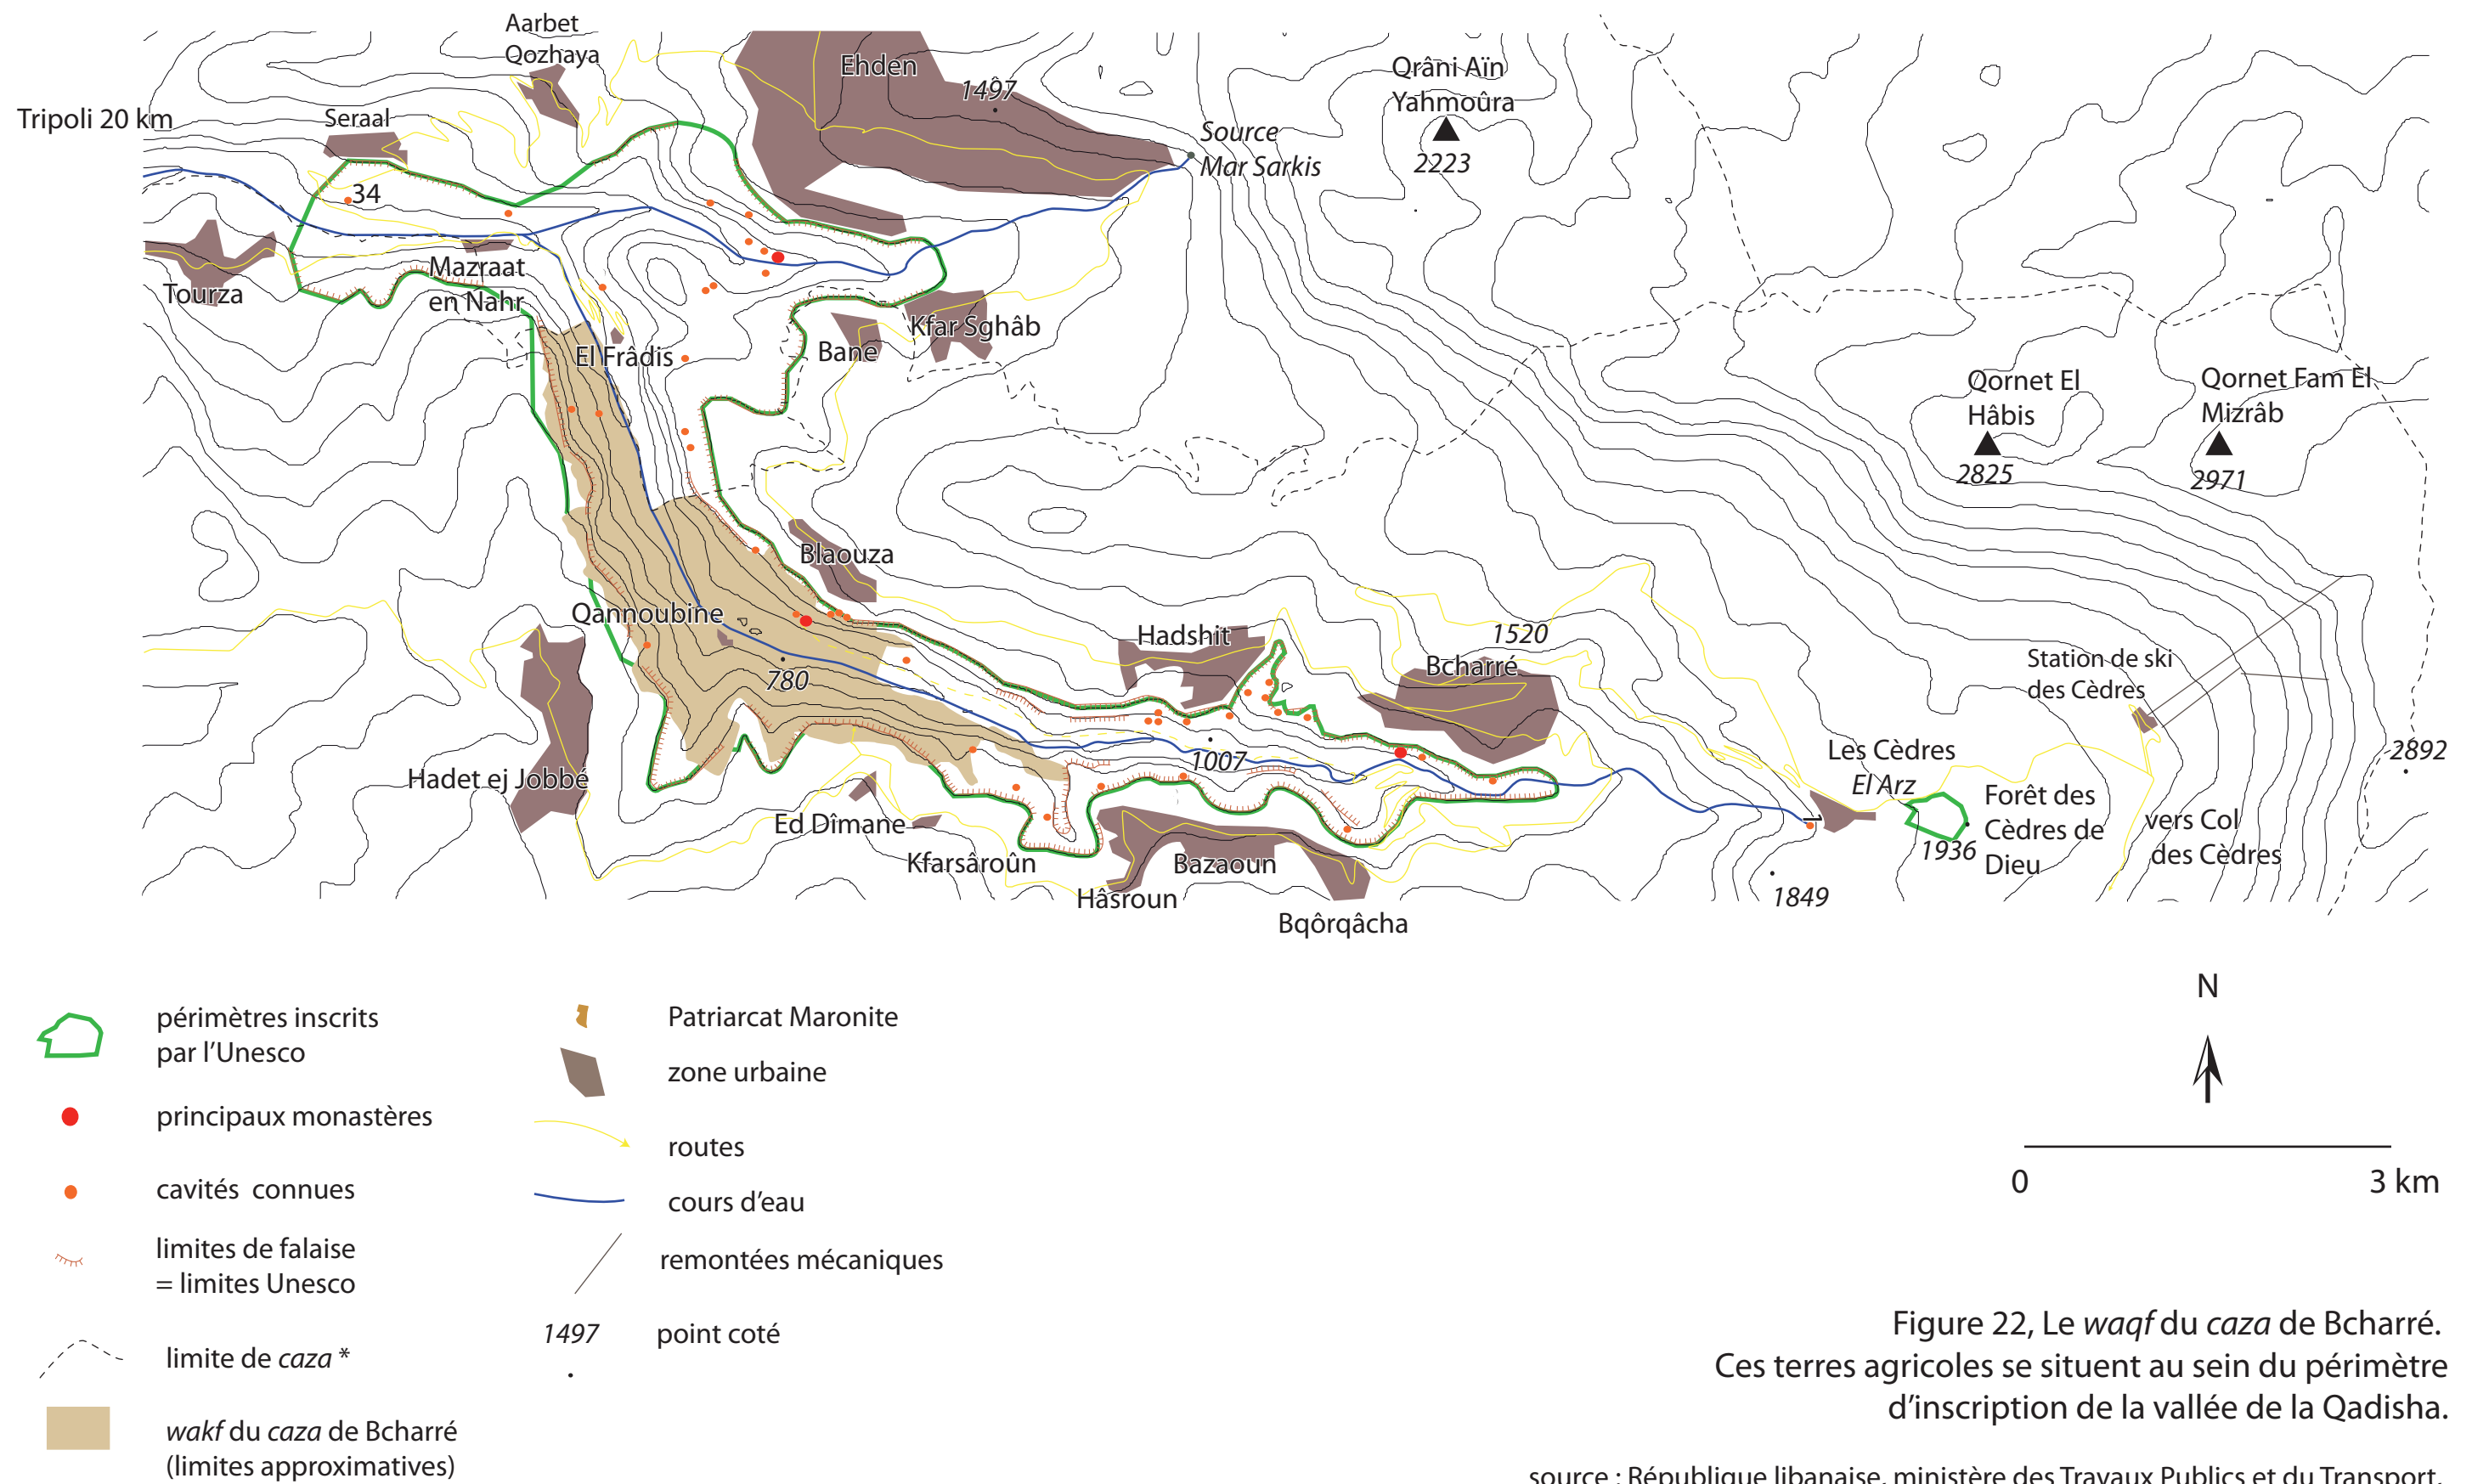 Aarbet
Qozhaya
Ehden
1497
Qrâni Aïn
Yahmoûra
2223
Tripoli 20 km
Seraal
Source
Mar Sarkis
34
Tourza
Mazraat
en Nahr
El Frâdis
Bane
Kfar Sghâb
Qornet El
Hâbis
2825
Qornet Fam El
Mizrâb
2971
Blaouza
Qannoubine
780
Hadshit
1520
Bcharré
Station de ski
des Cèdres
2892
Hadet ej Jobbé
1007
Les Cèdres
El Arz
1
Forêt des
Cèdres de
Dieu
1936
vers Col
des Cèdres
Ed Dîmane
Kfarsâroûn
Hâsroun
Bazaoun
Bqôrqâcha
1849
périmètres inscrits
par l'Unesco
principaux monastères
cavités connues
limites de falaise
= limites Unesco
limite de caza *
wakf du caza de Bcharré
(limites approximatives)
Patriarcat Maronite
zone urbaine
routes
cours d'eau
remontées mécaniques
1497
point coté
N
0
3 km
Figure 22, Le waqf du caza de Bcharré.
Ces terres agricoles se situent au sein du périmètre
d'inscription de la vallée de la Qadisha.
source : République libanaise, ministère des Travaux Publics et du Transport.